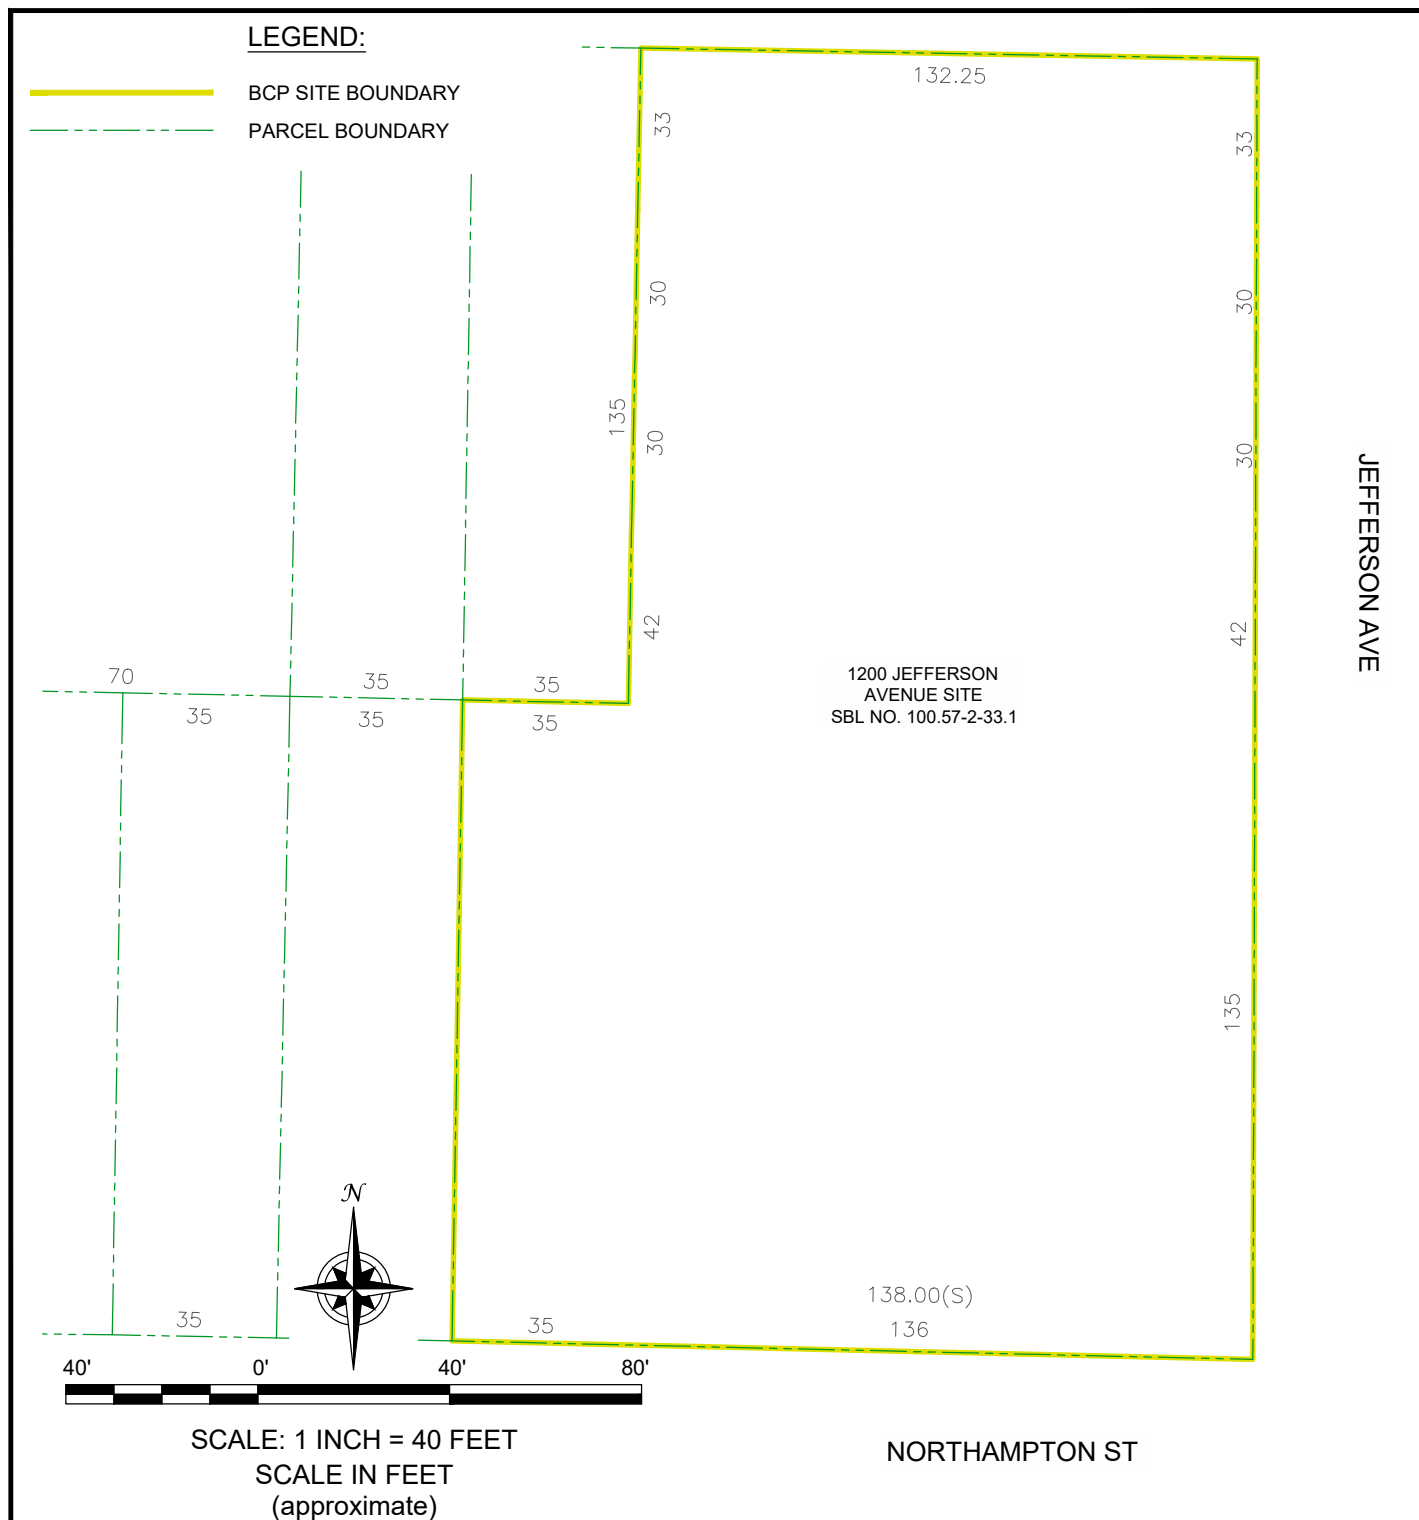 LEGEND:
BCP SITE BOUNDARY
PARCEL BOUNDARY
132.25
33
33
30
30
135
30
30
42
42
JEFFERSON AVE
70
35
35
35
35
35
1200 JEFFERSON
AVENUE SITE
SBL NO. 100.57-2-33.1
135
N
138.00(S)
35
35
136
40' 0' 40' 80'
SCALE: 1 INCH = 40 FEET
SCALE IN FEET
(approximate)
NORTHAMPTON ST